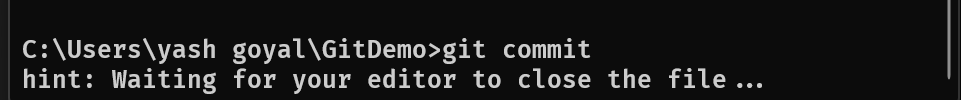 C:\Users\yash goyal\GitDemo>git commit
hint: Waiting for your editor to close the file...